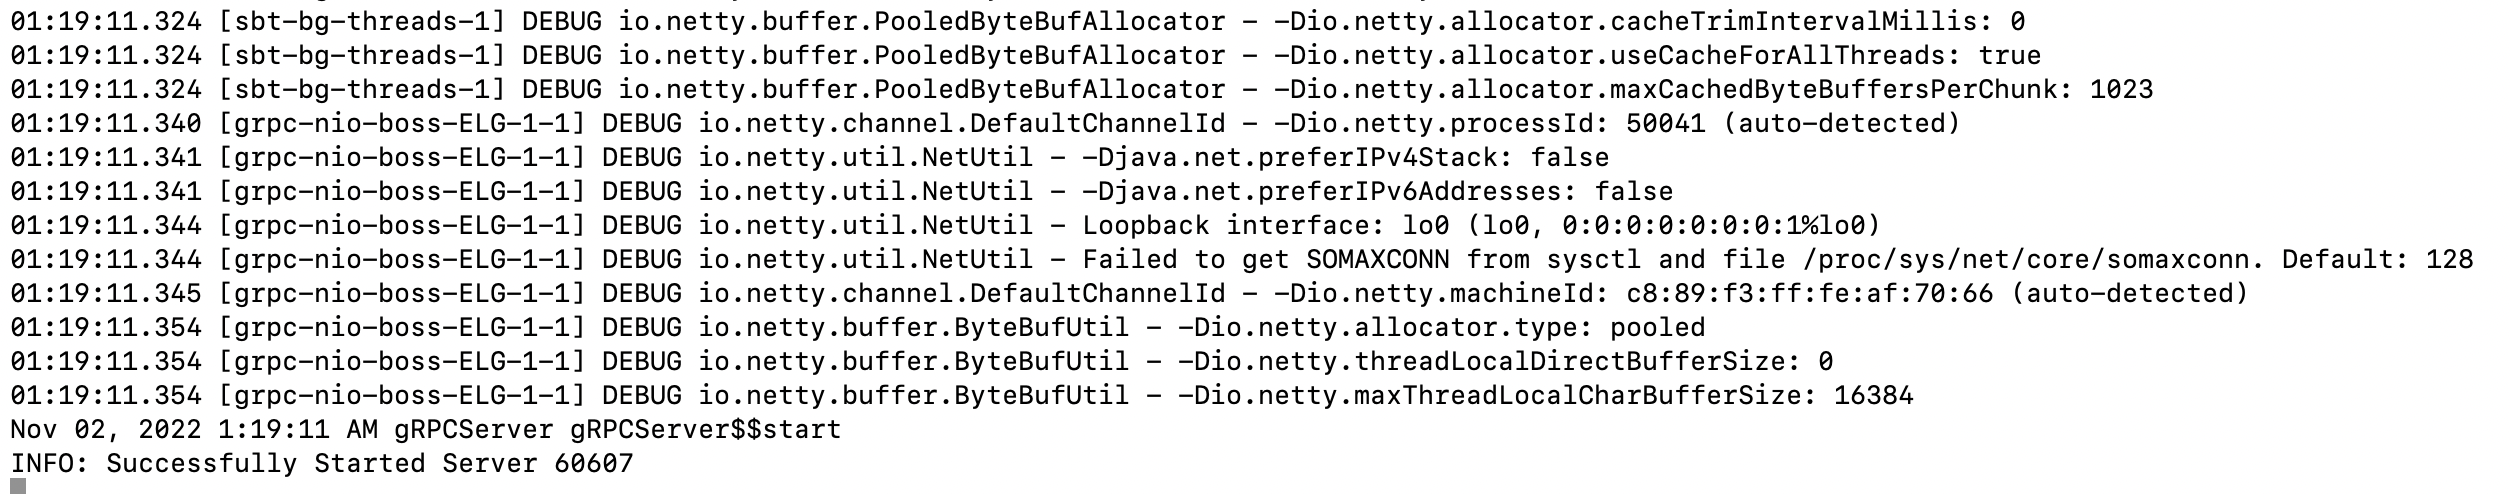 01:19:11.324 [sbt-bg-threads-1] DEBUG io.netty.buffer.PooledByteBufAllocator - -Dio.netty.allocator.cacheTrimIntervalMillis: 0
01:19:11.324 [sbt-bg-threads-1] DEBUG io.netty.buffer.PooledByteBufAllocator - -Dio.netty.allocator.useCacheForAllThreads: true
01:19:11.324 [sbt-bg-threads-1] DEBUG io.netty.buffer.PooledByteBufAllocator - -Dio.netty.allocator.maxCachedByteBuffersPerChunk: 1023
01:19:11.340 [grpc-nio-boss-ELG-1-1] DEBUG io.netty.channel.DefaultChannelId - -Dio.netty.processId: 50041 (auto-detected)
01:19:11.341 [grpc-nio-boss-ELG-1-1] DEBUG io.netty.util.NetUtil - -Djava.net.preferIPv4Stack: false
01:19:11.341 [grpc-nio-boss-ELG-1-1] DEBUG io.netty.util.NetUtil - -Djava.net.preferIPv6Addresses: false
01:19:11.344 [grpc-nio-boss-ELG-1-1] DEBUG io.netty.util.NetUtil - Loopback interface: lo0 (lo0, 0:0:0:0:0:0:0:1%lo0)
01:19:11.344 [grpc-nio-boss-ELG-1-1] DEBUG io.netty.util.NetUtil - Failed to get SOMAXCONN from sysctl and file /proc/sys/net/core/somaxconn. Default: 128
01:19:11.345 [grpc-nio-boss-ELG-1-1] DEBUG io.netty.channel.DefaultChannelId - -Dio.netty.machineId: c8:89:f3:ff:fe:af:70:66 (auto-detected)
01:19:11.354 [grpc-nio-boss-ELG-1-1] DEBUG io.netty.buffer.ByteBufUtil - -Dio.netty.allocator.type: pooled
01:19:11.354 [grpc-nio-boss-ELG-1-1] DEBUG io.netty.buffer.ByteBufUtil - -Dio.netty.threadLocalDirectBufferSize: 0
01:19:11.354 [grpc-nio-boss-ELG-1-1] DEBUG io.netty.buffer.ByteBufUtil - -Dio.netty.maxThreadLocalCharBufferSize: 16384
Nov 02, 2022 1:19:11 AM gRPCServer gRPCServer$$start
INFO: Successfully Started Server 60607